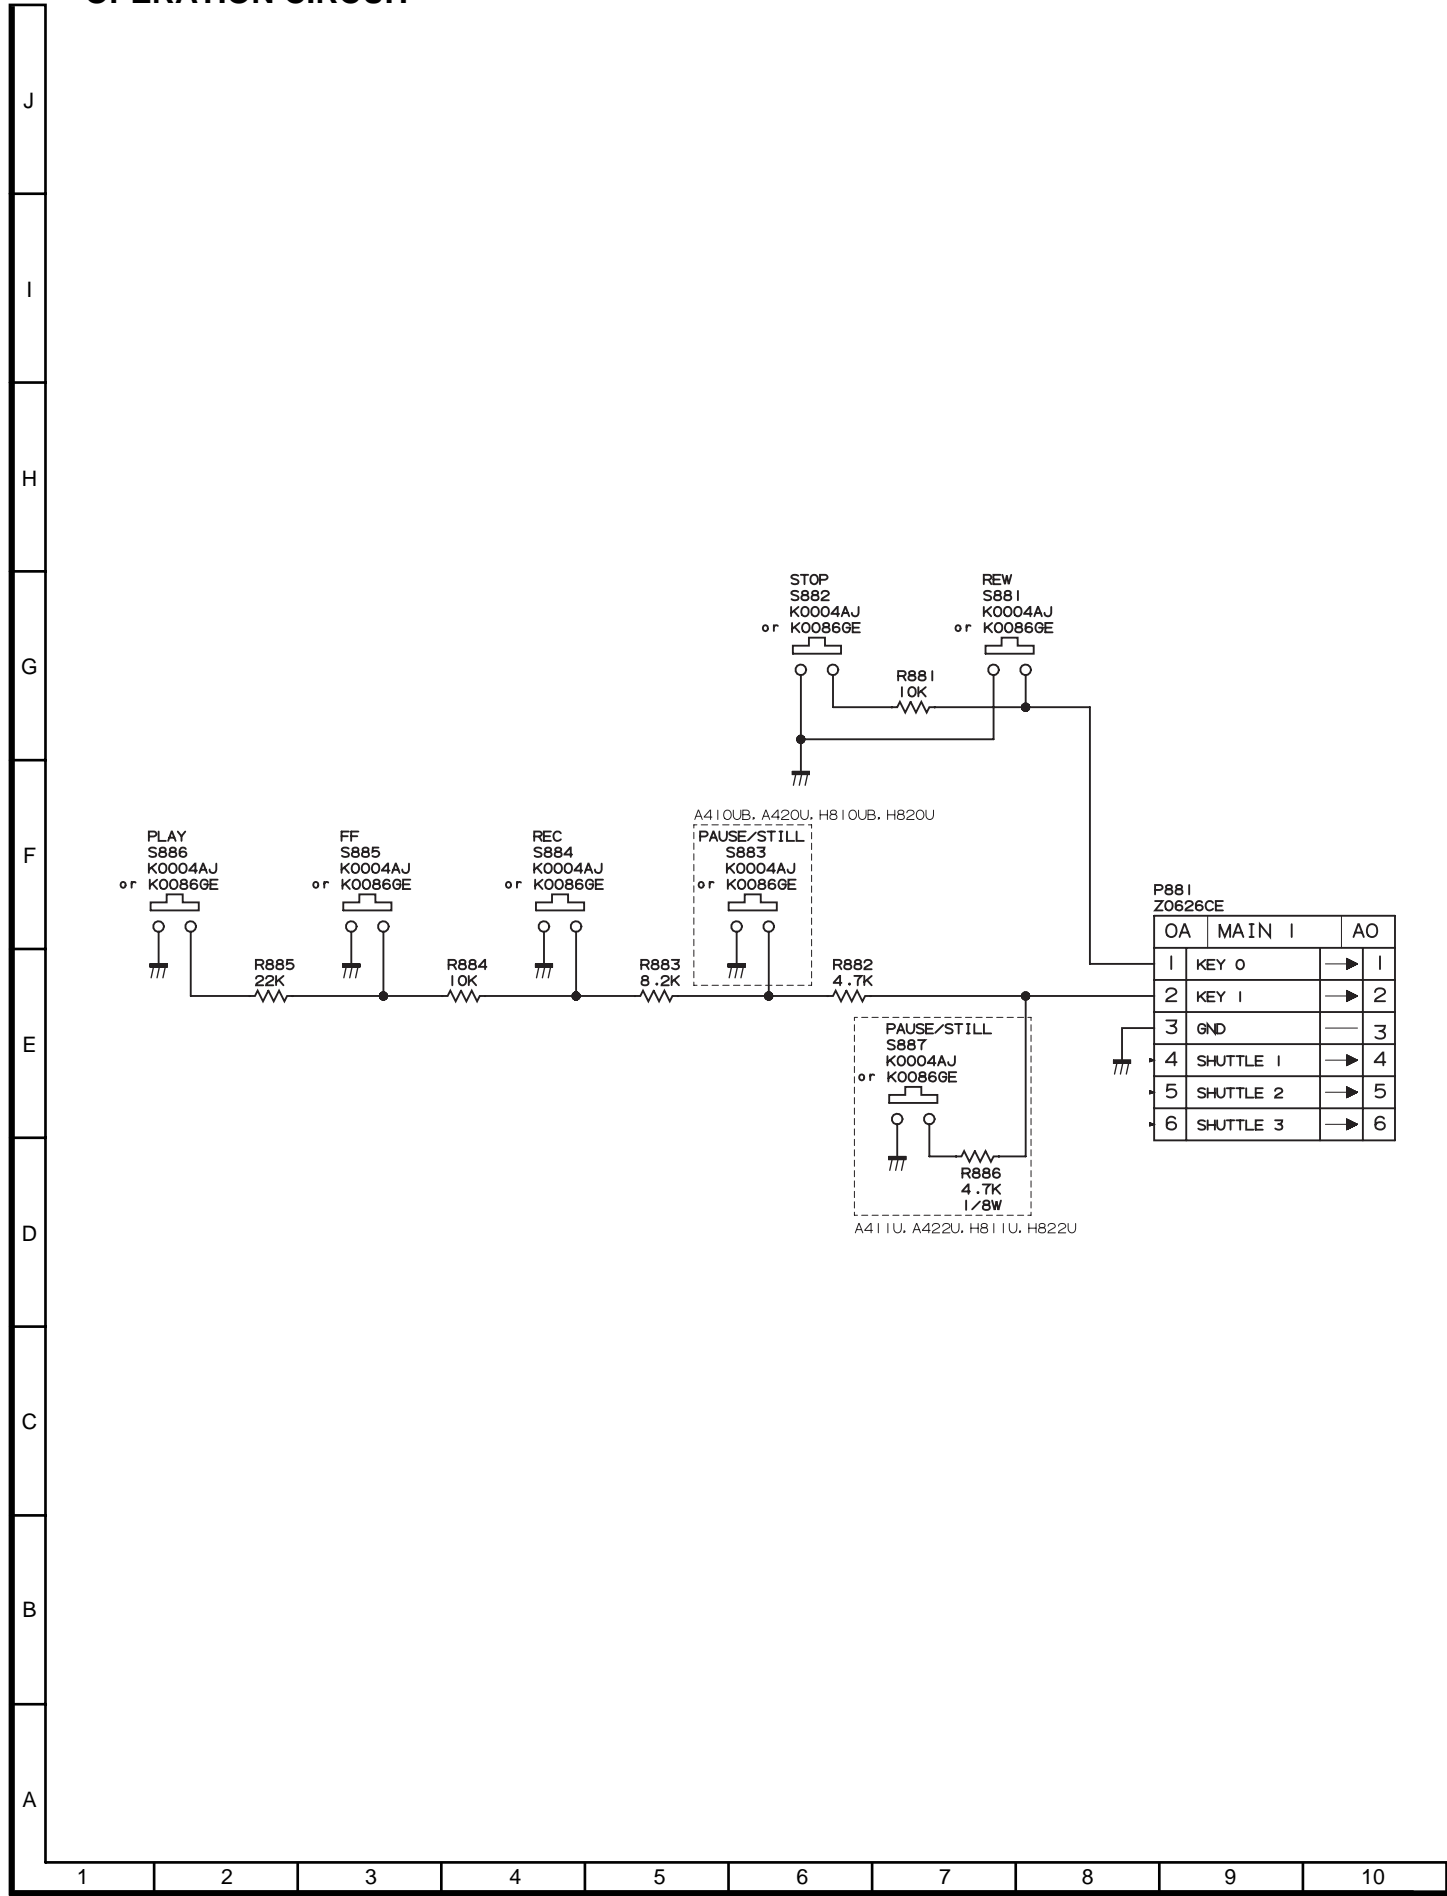 OPERATION CIRCUIT
J
I
H
G
F
E
D
C
B
A
STOP
S882
K0004AJ
or K0086GE
REW
S881
K0004AJ
or K0086GE
R881
10K
A410UB, A420U, H810UB, H820U
PLAY
S886
K0004AJ
or K0086GE
FF
S885
K0004AJ
or K0086GE
REC
S884
K0004AJ
or K0086GE
PAUSE/STILL
S883
K0004AJ
or K0086GE
R885
22K
R884
10K
R883
8.2K
R882
4.7K
P881
Z0626CE
OA MAIN 1 AO
1 KEY 0 1
2 KEY 1 2
3 GND 3
4 SHUTTLE 1 4
5 SHUTTLE 2 5
6 SHUTTLE 3 6
PAUSE/STILL
S887
K0004AJ
or K0086GE
R886
4.7K
1/8W
A411U, A422U, H811U, H822U
1 2 3 4 5 6 7 8 9 10